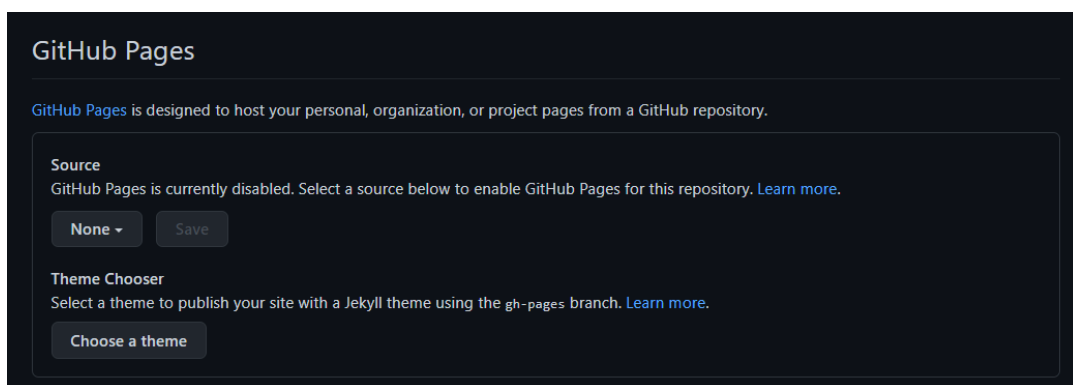 GitHub Pages
GitHub Pages is designed to host your personal, organization, or project pages from a GitHub repository.
Source
GitHub Pages is currently disabled. Select a source below to enable GitHub Pages for this repository. Learn more.
None Save
Theme Chooser
Select a theme to publish your site with a Jekyll theme using the gh-pages branch. Learn more.
Choose a theme